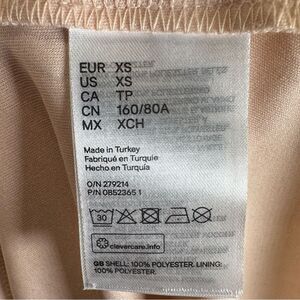 EUR XS
US XS
CA TP
CN 160/80A
MX XCH
Made in Turkey
Fabriqué en Turquie
Hecho en Turquía
O/N 279214
P/N 0852365 1
30
clevercare.info
GB SHELL: 100% POLYESTER. LINING:
100% POLYESTER.